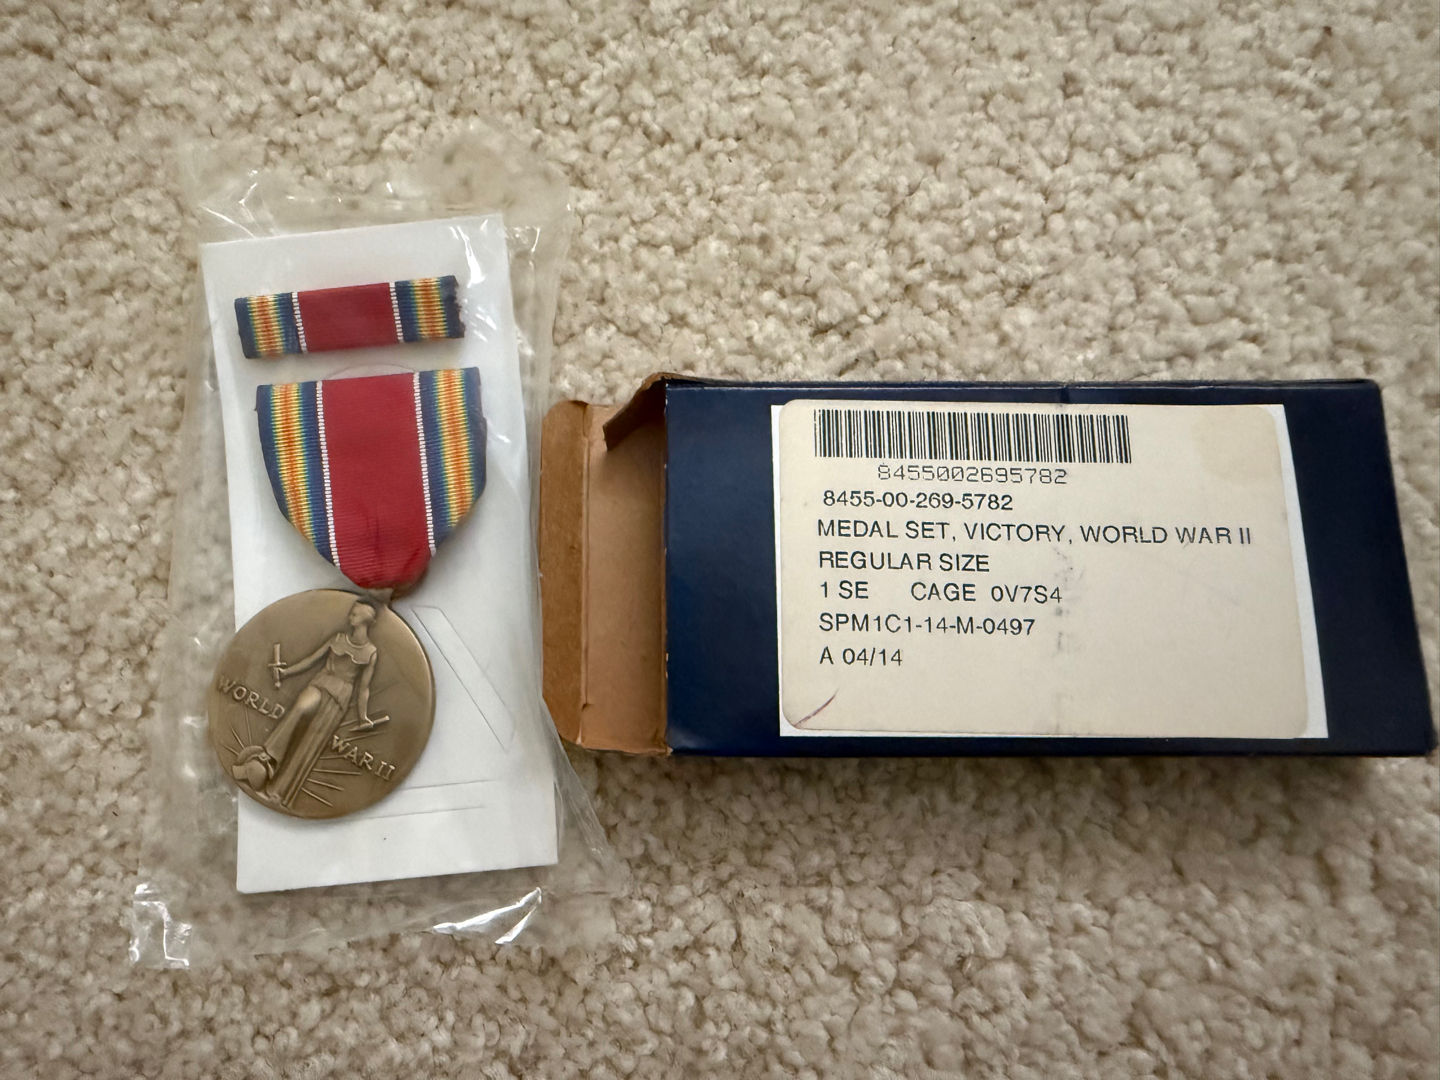 WORLD
WAR II
8455002695782
8455-00-269-5782
MEDAL SET, VICTORY, WORLD WAR II
REGULAR SIZE
1 SE CAGE 0V7S4
SPM1C1-14-M-0497
A 04/14